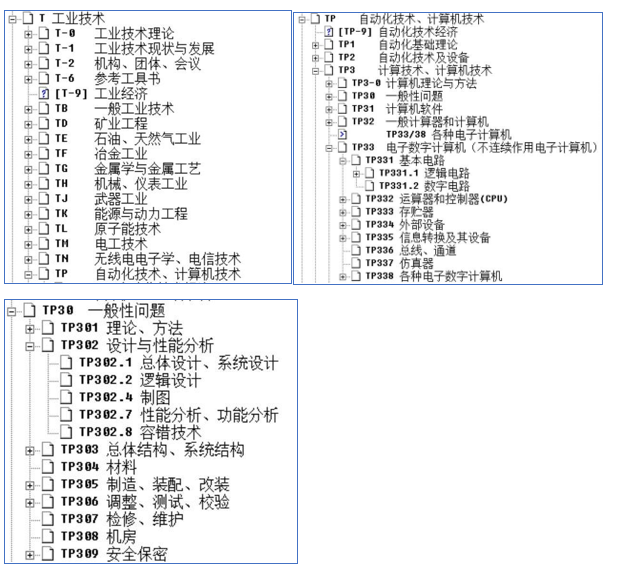 T 工业技术
T-0 工业技术理论
T-1 工业技术现状与发展
T-2 机构、团体、会议
T-6 参考工具书
[T-9] 工业经济
TB 一般工业技术
TD 矿业工程
TE 石油、天然气工业
TF 冶金工业
TG 金属学与金属工艺
TH 机械、仪表工业
TJ 武器工业
TK 能源与动力工程
TL 原子能技术
TM 电工技术
TN 无线电电子学、电信技术
TP 自动化技术、计算机技术
TP 自动化技术、计算机技术
[TP-9] 自动化技术经济
TP1 自动化基础理论
TP2 自动化技术及设备
TP3 计算技术、计算机技术
TP3-0 计算机理论与方法
TP30 一般性问题
TP31 计算机软件
TP32 一般计算器和计算机
TP33/38 各种电子计算机
TP33 电子数字计算机（不连续作用电子计算机）
TP331 基本电路
TP331.1 逻辑电路
TP331.2 数字电路
TP332 运算器和控制器(CPU)
TP333 存贮器
TP334 外部设备
TP335 信息转换及其设备
TP336 总线、通道
TP337 仿真器
TP338 各种电子数字计算机
TP30 一般性问题
TP301 理论、方法
TP302 设计与性能分析
TP302.1 总体设计、系统设计
TP302.2 逻辑设计
TP302.4 制图
TP302.7 性能分析、功能分析
TP302.8 容错技术
TP303 总体结构、系统结构
TP304 材料
TP305 制造、装配、改装
TP306 调整、测试、校验
TP307 检修、维护
TP308 机房
TP309 安全保密